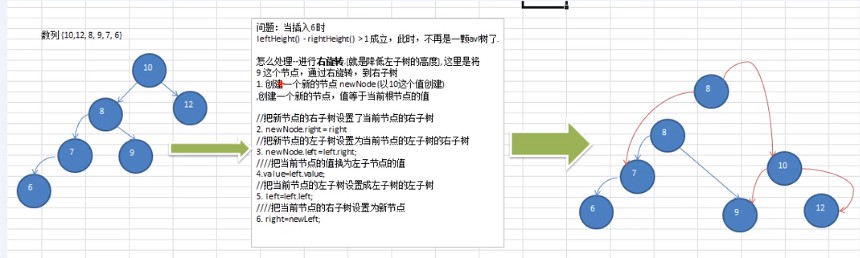 数列 {10,12, 8, 9, 7, 6}
10
8
12
7
9
6
问题：当插入6时
leftHeight() - rightHeight() > 1 成立，此时，不再是一颗avl树了.
怎么处理--进行右旋转.[就是降低左子树的高度], 这里是将
9 这个节点，通过右旋转，到右子树
1. 创建一个新的节点 newNode (以10这个值创建)
,创建一个新的节点，值等于当前根节点的值
//把新节点的右子树设置了当前节点的右子树
2. newNode.right = right
//把新节点的左子树设置为当前节点的左子树的右子树
3. newNode.left =left.right;
////把当前节点的值换为左子节点的值
4.value=left.value;
//把当前节点的左子树设置成左子树的左子树
5. left=left.left;
////把当前节点的右子树设置为新节点
6. right=newLeft;
8
8
7
10
6
9
12